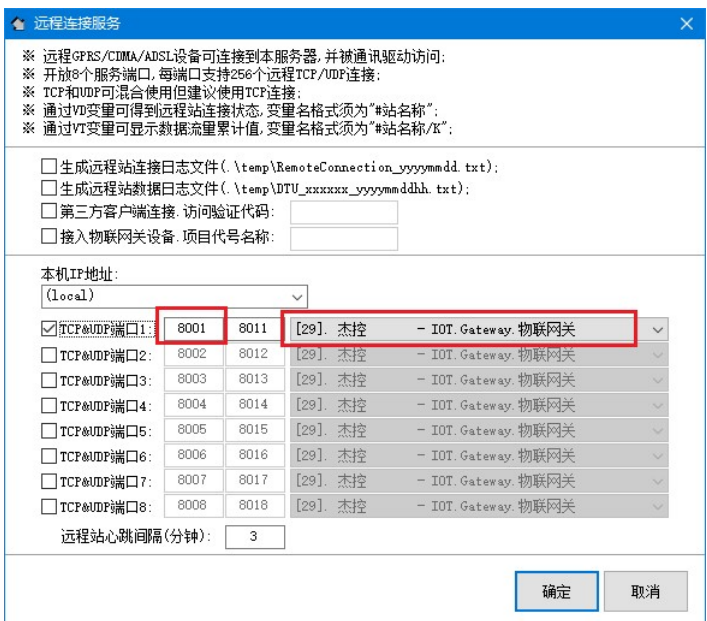 远程连接服务
※ 远程GPRS/CDMA/ADSL设备可连接到本服务器,并被通讯驱动访问;
※ 开放8个服务端口,每端口支持256个远程TCP/UDP连接;
※ TCP和UDP可混合使用但建议使用TCP连接;
※ 通过VD变量可得到远程站连接状态,变量名格式须为"#站名称";
※ 通过VT变量可显示数据流量累计值,变量名格式须为"#站名称/K";
生成远程站连接日志文件(.\temp\RemoteConnection_yyyymmdd.txt);
生成远程站数据日志文件(.\temp\DTU_xxxxxx_yyyymmddhh.txt);
第三方客户端连接.访问验证代码:
接入物联网关设备.项目代号名称:
本机IP地址:
(local)
TCP&UDP端口1: 8001 8011 [29]. 杰控 - IOT.Gateway.物联网关
TCP&UDP端口2: 8002 8012 [29]. 杰控 - IOT.Gateway.物联网关
TCP&UDP端口3: 8003 8013 [29]. 杰控 - IOT.Gateway.物联网关
TCP&UDP端口4: 8004 8014 [29]. 杰控 - IOT.Gateway.物联网关
TCP&UDP端口5: 8005 8015 [29]. 杰控 - IOT.Gateway.物联网关
TCP&UDP端口6: 8006 8016 [29]. 杰控 - IOT.Gateway.物联网关
TCP&UDP端口7: 8007 8017 [29]. 杰控 - IOT.Gateway.物联网关
TCP&UDP端口8: 8008 8018 [29]. 杰控 - IOT.Gateway.物联网关
远程站心跳间隔(分钟): 3
确定 取消